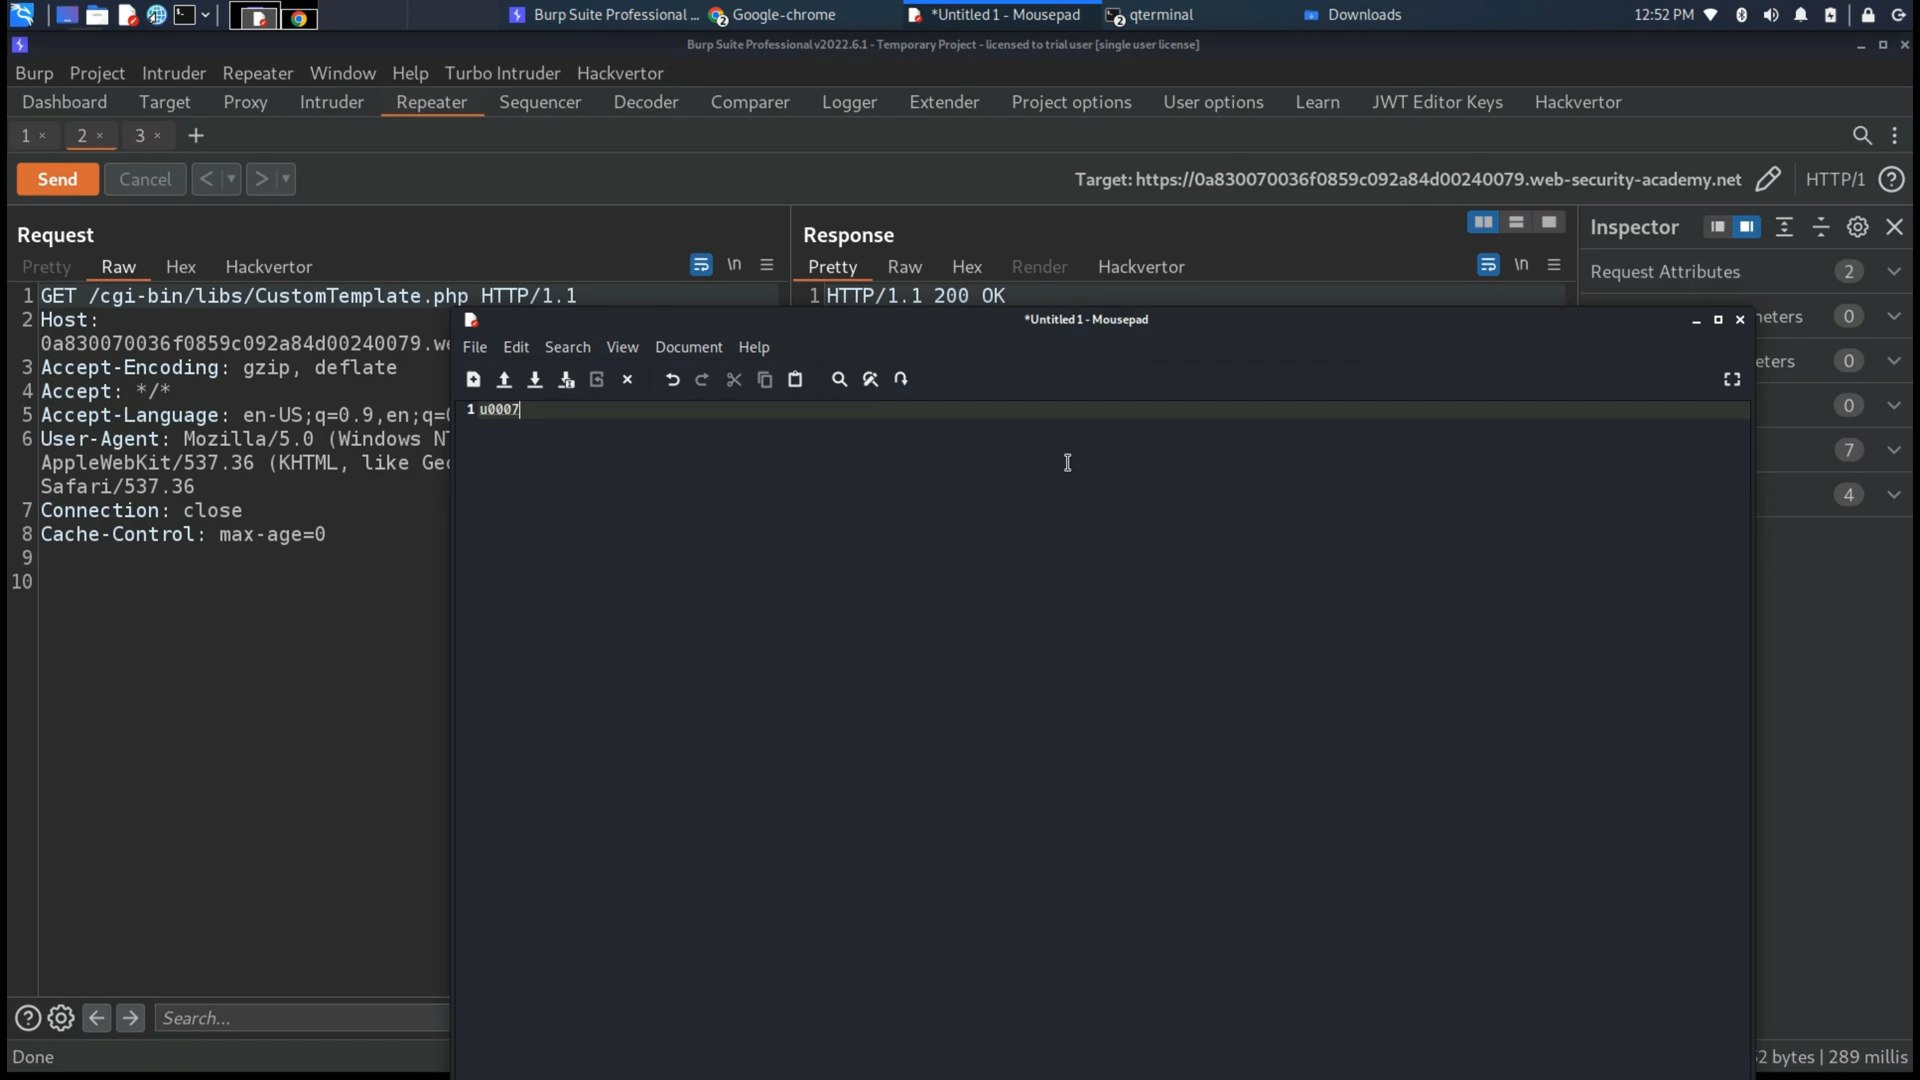 Burp Suite Professional ...
Google-chrome
*Untitled 1 - Mousepad
qterminal
Downloads
12:52 PM
Burp Suite Professional v2022.6.1 - Temporary Project - licensed to trial user [single user license]
Burp Project Intruder Repeater Window Help Turbo Intruder Hackvertor
Dashboard Target Proxy Intruder Repeater Sequencer Decoder Comparer Logger Extender Project options User options Learn JWT Editor Keys Hackvertor
1 × 2 × 3 × +
Send Cancel < > Target: https://0a830070036f0859c092a84d00240079.web-security-academy.net HTTP/1 ?
Request
Pretty Raw Hex Hackvertor \n
1 GET /cgi-bin/libs/CustomTemplate.php HTTP/1.1
2 Host:
0a830070036f0859c092a84d00240079.we
3 Accept-Encoding: gzip, deflate
4 Accept: */*
5 Accept-Language: en-US;q=0.9,en;q=0
6 User-Agent: Mozilla/5.0 (Windows N
AppleWebKit/537.36 (KHTML, like Gec
Safari/537.36
7 Connection: close
8 Cache-Control: max-age=0
9
10
Response
Pretty Raw Hex Render Hackvertor \n
1 HTTP/1.1 200 OK
Inspector
Request Attributes 2
meters 0
eters 0
0
7
4
*Untitled 1 - Mousepad
File Edit Search View Document Help
1 u0007
Search...
Done
2 bytes | 289 millis